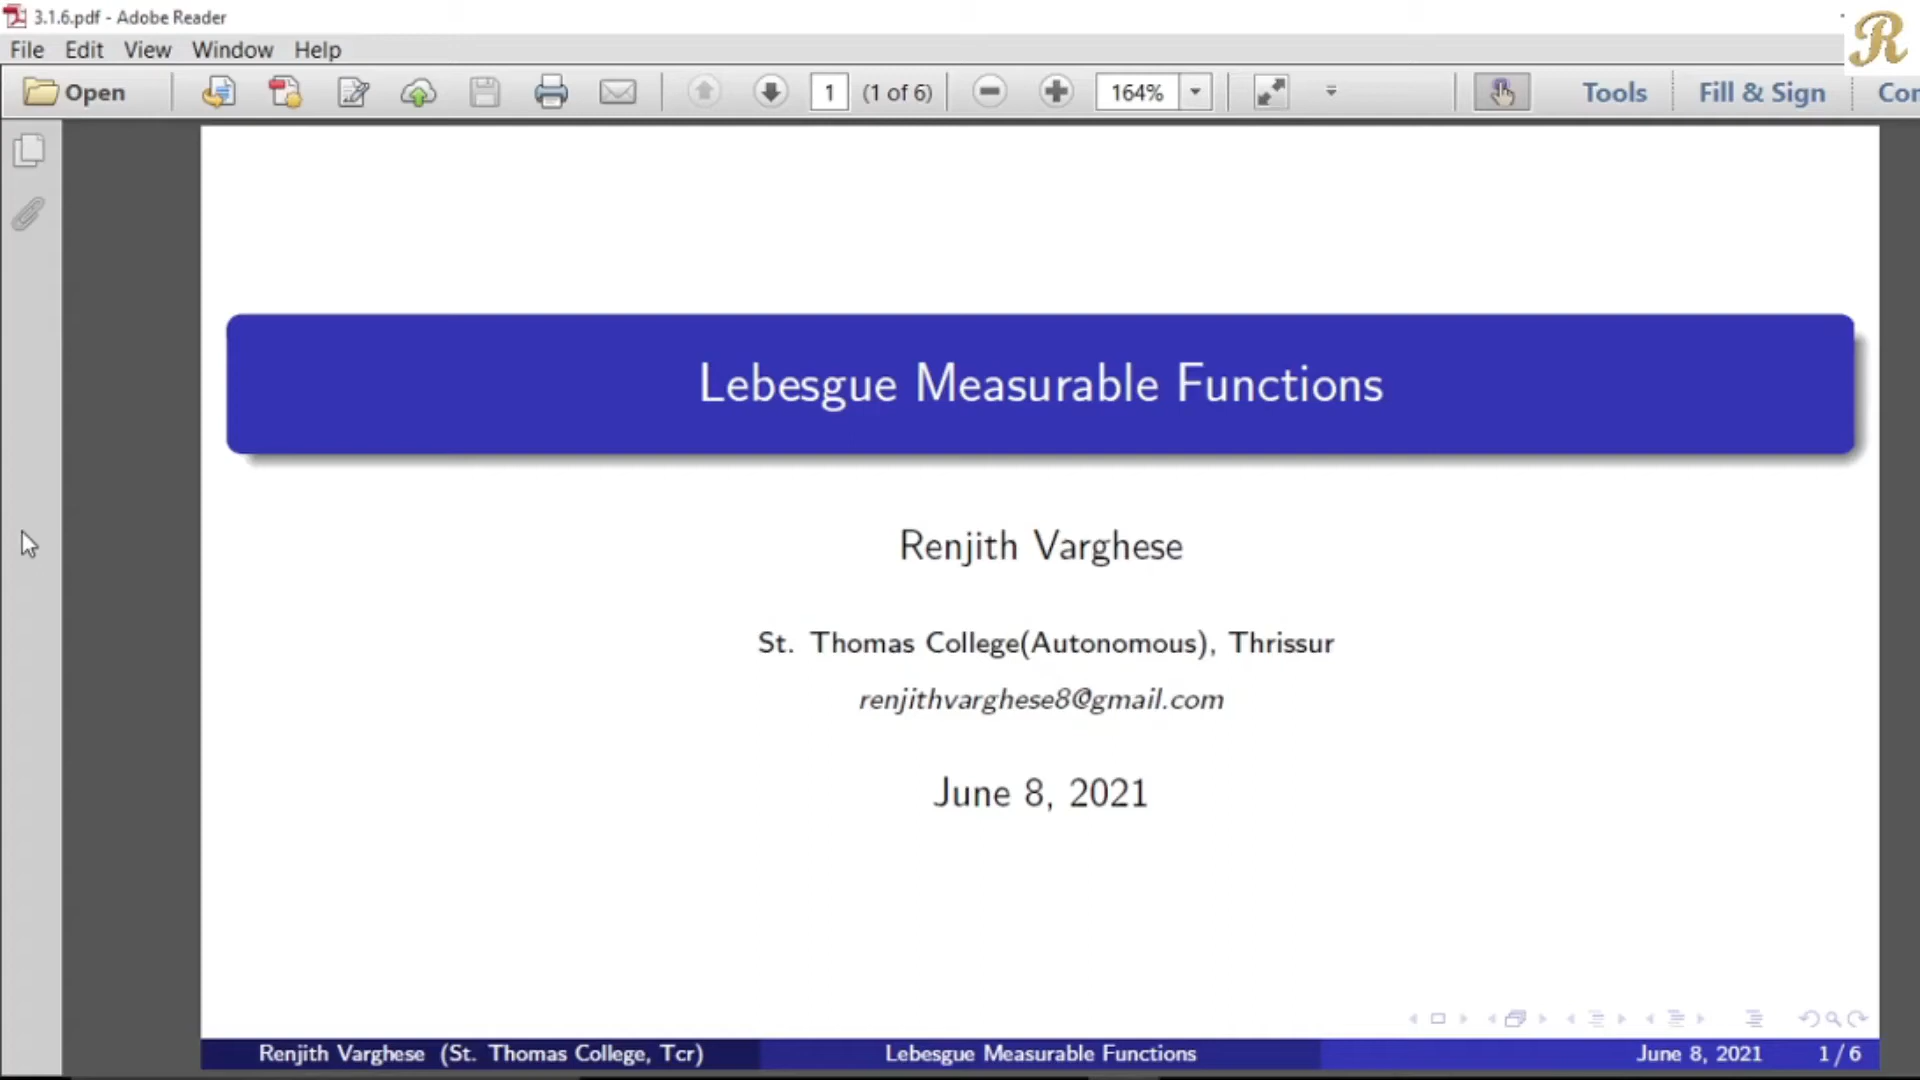 3.1.6.pdf - Adobe Reader
R
File Edit View Window Help
Open 1 (1 of 6) 164% Tools Fill & Sign
Lebesgue Measurable Functions
Renjith Varghese
St. Thomas College(Autonomous), Thrissur
renjithvarghese8@gmail.com
June 8, 2021
Renjith Varghese (St. Thomas College, Tcr) Lebesgue Measurable Functions June 8, 2021 1 / 6